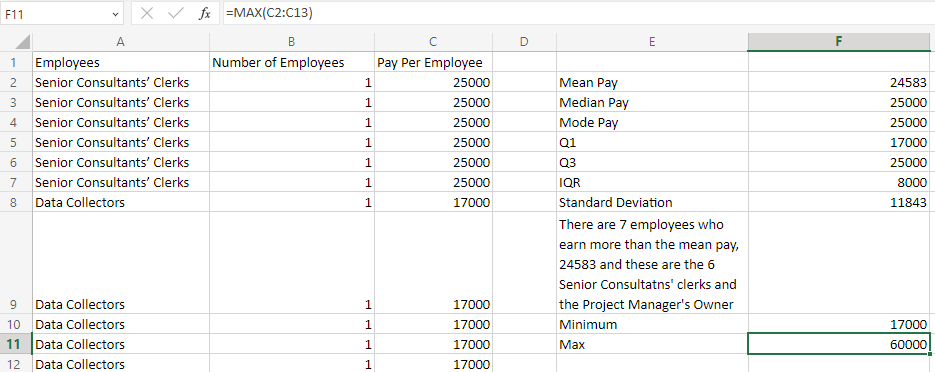 F11 fx =MAX(C2:C13)
A B C D E F
1 Employees Number of Employees Pay Per Employee
2 Senior Consultants’ Clerks 1 25000 Mean Pay 24583
3 Senior Consultants’ Clerks 1 25000 Median Pay 25000
4 Senior Consultants’ Clerks 1 25000 Mode Pay 25000
5 Senior Consultants’ Clerks 1 25000 Q1 17000
6 Senior Consultants’ Clerks 1 25000 Q3 25000
7 Senior Consultants’ Clerks 1 25000 IQR 8000
8 Data Collectors 1 17000 Standard Deviation 11843
There are 7 employees who
earn more than the mean pay,
24583 and these are the 6
Senior Consultatns' clerks and
9 Data Collectors 1 17000 the Project Manager's Owner
10 Data Collectors 1 17000 Minimum 17000
11 Data Collectors 1 17000 Max 60000
12 Data Collectors 1 17000